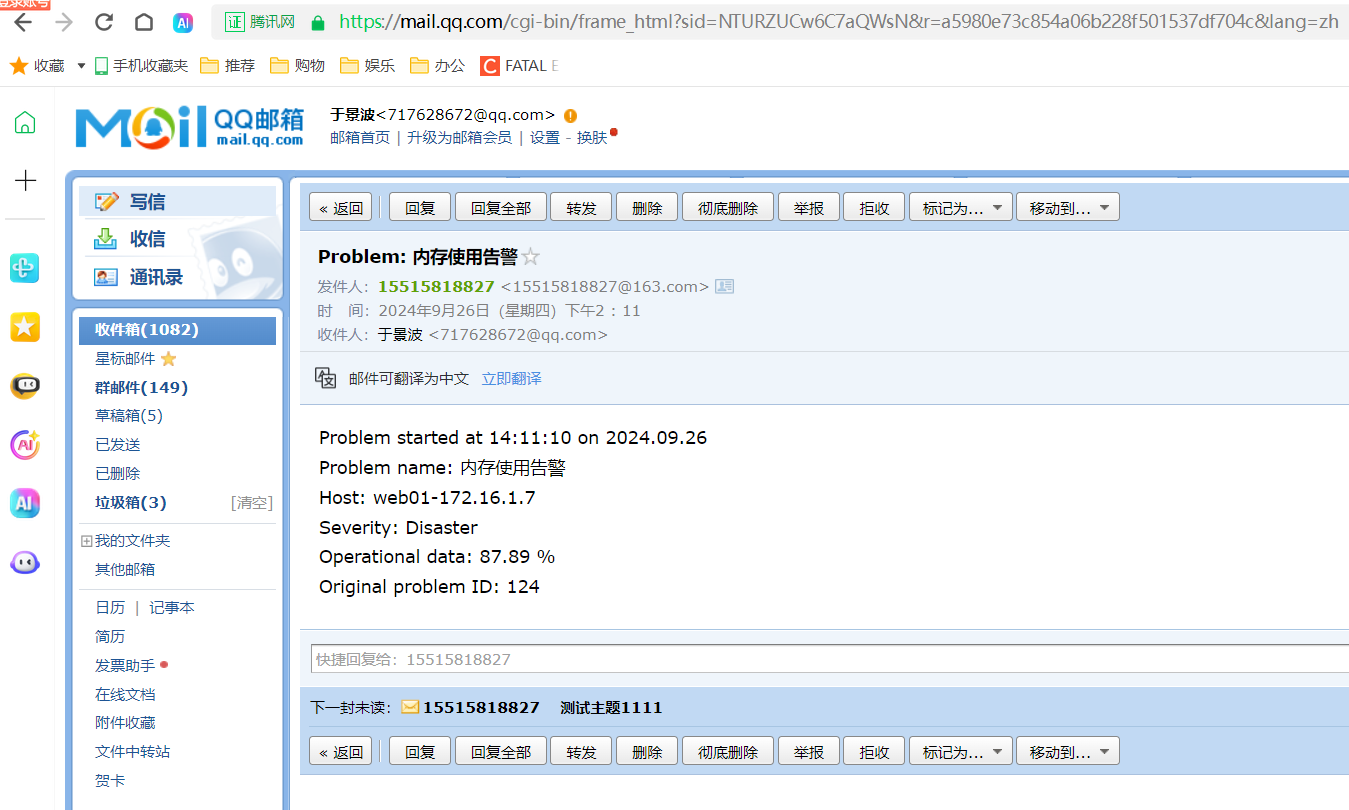 登录账号
AI 证 腾讯网 https://mail.qq.com/cgi-bin/frame_html?sid=NTURZUCw6C7aQWsN&r=a5980e73c854a06b228f501537df704c&lang=zh
收藏 手机收藏夹 推荐 购物 娱乐 办公 C FATAL E
Mail QQ邮箱 mail.qq.com
于景波<717628672@qq.com>
邮箱首页 | 升级为邮箱会员 | 设置 - 换肤
写信
收信
通讯录
收件箱(1082)
星标邮件
群邮件(149)
草稿箱(5)
已发送
已删除
垃圾箱(3) [清空]
我的文件夹
其他邮箱
日历 | 记事本
简历
发票助手
在线文档
附件收藏
文件中转站
贺卡
AI
AI
« 返回 回复 回复全部 转发 删除 彻底删除 举报 拒收 标记为... 移动到...
Problem: 内存使用告警
发件人：15515818827 <15515818827@163.com>
时 间：2024年9月26日（星期四）下午2：11
收件人：于景波 <717628672@qq.com>
邮件可翻译为中文 立即翻译
Problem started at 14:11:10 on 2024.09.26
Problem name: 内存使用告警
Host: web01-172.16.1.7
Severity: Disaster
Operational data: 87.89 %
Original problem ID: 124
快捷回复给：15515818827
下一封未读： 15515818827 测试主题1111
« 返回 回复 回复全部 转发 删除 彻底删除 举报 拒收 标记为... 移动到...